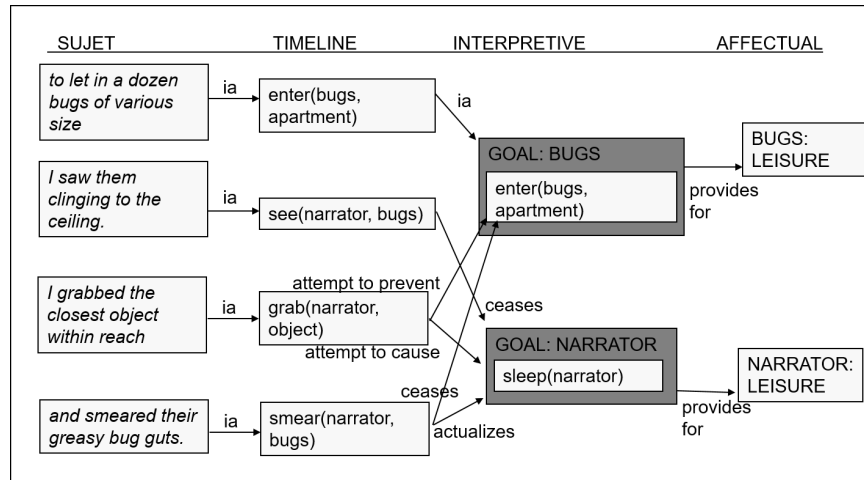 SUJET TIMELINE INTERPRETIVE AFFECTUAL
to let in a dozen
bugs of various
size
ia
enter(bugs,
apartment)
ia
GOAL: BUGS
enter(bugs,
apartment)
provides
for
BUGS:
LEISURE
I saw them
clinging to the
ceiling.
ia
see(narrator, bugs)
ceases
I grabbed the
closest object
within reach
ia
attempt to prevent
grab(narrator,
object)
attempt to cause
GOAL: NARRATOR
sleep(narrator)
provides
for
NARRATOR:
LEISURE
and smeared their
greasy bug guts.
ia
smear(narrator,
bugs)
ceases
actualizes